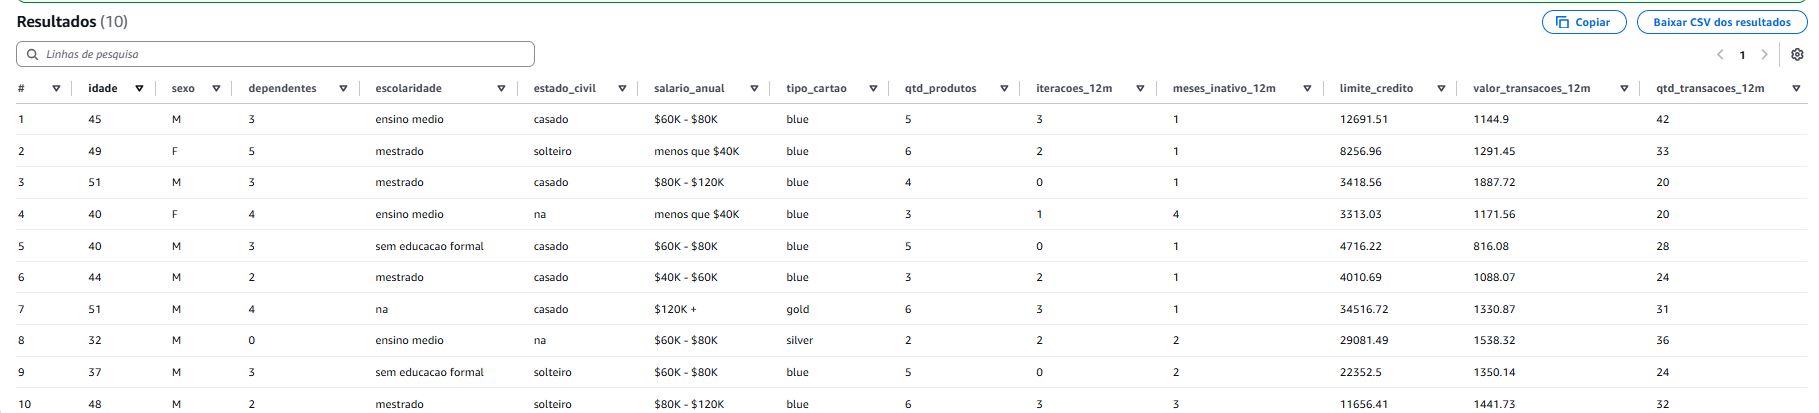 Resultados (10)
Copiar
Baixar CSV dos resultados
Linhas de pesquisa
1
# idade sexo dependentes escolaridade estado_civil salario_anual tipo_cartao qtd_produtos iteracoes_12m meses_inativo_12m limite_credito valor_transacoes_12m qtd_transacoes_12m
1 45 M 3 ensino medio casado $60K - $80K blue 5 3 1 12691.51 1144.9 42
2 49 F 5 mestrado solteiro menos que $40K blue 6 2 1 8256.96 1291.45 33
3 51 M 3 mestrado casado $80K - $120K blue 4 0 1 3418.56 1887.72 20
4 40 F 4 ensino medio na menos que $40K blue 3 1 4 3313.03 1171.56 20
5 40 M 3 sem educacao formal casado $60K - $80K blue 5 0 1 4716.22 816.08 28
6 44 M 2 mestrado casado $40K - $60K blue 3 2 1 4010.69 1088.07 24
7 51 M 4 na casado $120K + gold 6 3 1 34516.72 1330.87 31
8 32 M 0 ensino medio na $60K - $80K silver 2 2 2 29081.49 1538.32 36
9 37 M 3 sem educacao formal solteiro $60K - $80K blue 5 0 2 22352.5 1350.14 24
10 48 M 2 mestrado solteiro $80K - $120K blue 6 3 3 11656.41 1441.73 32